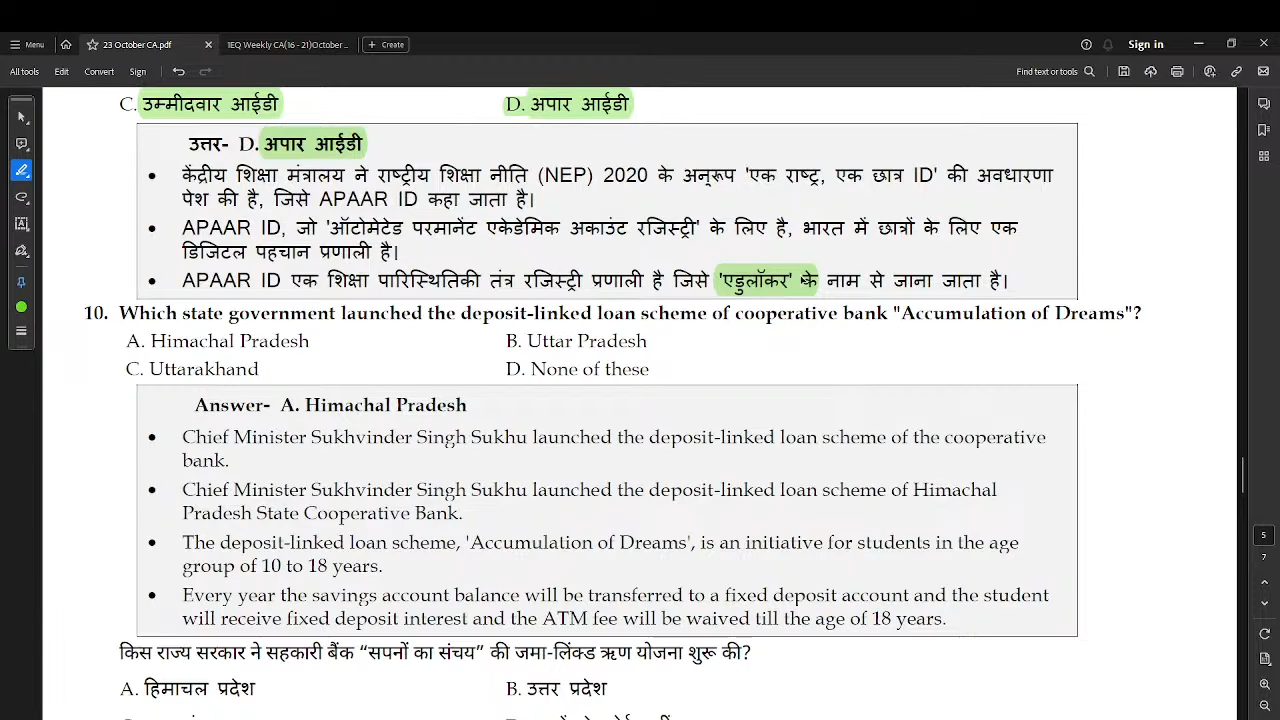 Menu
23 October CA.pdf
IEQ Weekly CA(16 - 21)October...
Create
Sign in
All tools Edit Convert Sign
Find text or tools
C. उम्मीदवार आईडी D. अपार आईडी
उत्तर- D. अपार आईडी
• केंद्रीय शिक्षा मंत्रालय ने राष्ट्रीय शिक्षा नीति (NEP) 2020 के अनुरूप 'एक राष्ट्र, एक छात्र ID' की अवधारणा
पेश की है, जिसे APAAR ID कहा जाता है।
• APAAR ID, जो 'ऑटोमेटेड परमानेंट एकेडेमिक अकाउंट रजिस्ट्री' के लिए है, भारत में छात्रों के लिए एक
डिजिटल पहचान प्रणाली है।
• APAAR ID एक शिक्षा पारिस्थितिकी तंत्र रजिस्ट्री प्रणाली है जिसे 'एडुलॉकर' के नाम से जाना जाता है।
10. Which state government launched the deposit-linked loan scheme of cooperative bank "Accumulation of Dreams"?
A. Himachal Pradesh B. Uttar Pradesh
C. Uttarakhand D. None of these
Answer- A. Himachal Pradesh
• Chief Minister Sukhvinder Singh Sukhu launched the deposit-linked loan scheme of the cooperative
bank.
• Chief Minister Sukhvinder Singh Sukhu launched the deposit-linked loan scheme of Himachal
Pradesh State Cooperative Bank.
• The deposit-linked loan scheme, 'Accumulation of Dreams', is an initiative for students in the age
group of 10 to 18 years.
• Every year the savings account balance will be transferred to a fixed deposit account and the student
will receive fixed deposit interest and the ATM fee will be waived till the age of 18 years.
किस राज्य सरकार ने सहकारी बैंक “सपनों का संचय” की जमा-लिंक्ड ऋण योजना शुरू की?
A. हिमाचल प्रदेश B. उत्तर प्रदेश
5
7